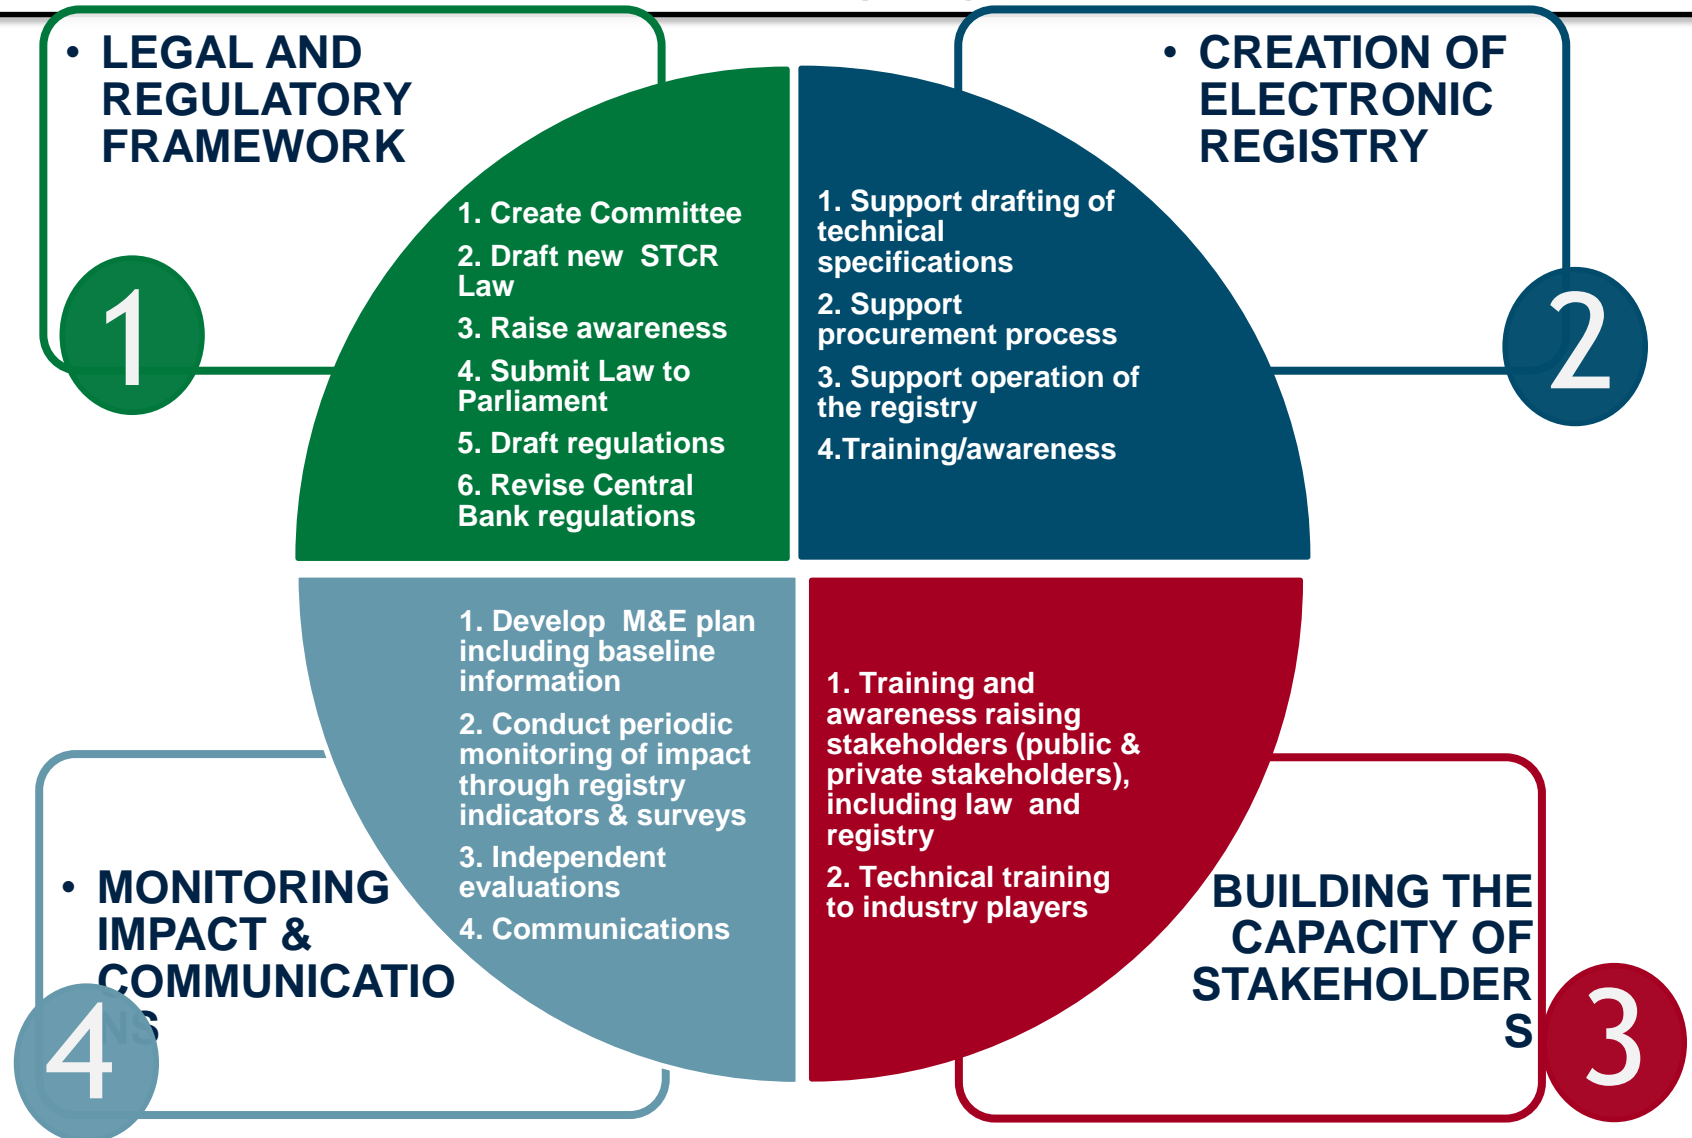 • LEGAL AND
REGULATORY
FRAMEWORK
1
1. Create Committee
2. Draft new STCR
Law
3. Raise awareness
4. Submit Law to
Parliament
5. Draft regulations
6. Revise Central
Bank regulations
• CREATION OF
ELECTRONIC
REGISTRY
2
1. Support drafting of
technical
specifications
2. Support
procurement process
3. Support operation of
the registry
4.Training/awareness
1. Training and
awareness raising
stakeholders (public &
private stakeholders),
including law and
registry
2. Technical training
to industry players
BUILDING THE
CAPACITY OF
STAKEHOLDER
S
3
1. Develop M&E plan
including baseline
information
2. Conduct periodic
monitoring of impact
through registry
indicators & surveys
3. Independent
evaluations
4. Communications
• MONITORING
IMPACT &
COMMUNICATIO
NS
4